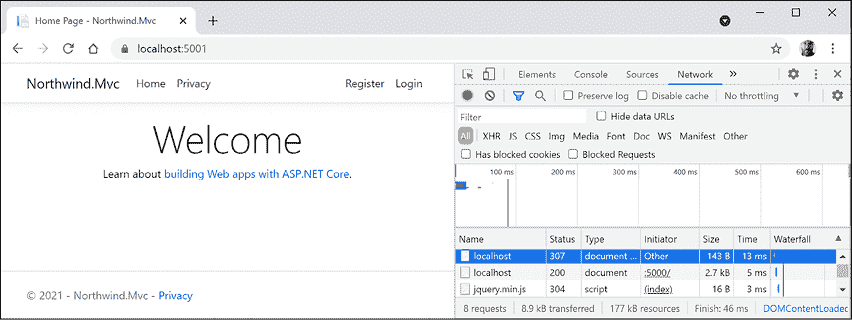 Home Page - Northwind.Mvc
localhost:5001
Northwind.Mvc Home Privacy Register Login
Welcome
Learn about building Web apps with ASP.NET Core.
© 2021 - Northwind.Mvc - Privacy
Elements Console Sources Network
Preserve log Disable cache No throttling
Filter Hide data URLs
All XHR JS CSS Img Media Font Doc WS Manifest Other
Has blocked cookies Blocked Requests
100 ms 200 ms 300 ms 400 ms 500 ms 600 ms
Name Status Type Initiator Size Time Waterfall
localhost 307 document ... Other 143 B 13 ms
localhost 200 document :5000/ 2.7 kB 5 ms
jquery.min.js 304 script (index) 16 B 3 ms
8 requests 8.9 kB transferred 177 kB resources Finish: 46 ms DOMContentLoaded